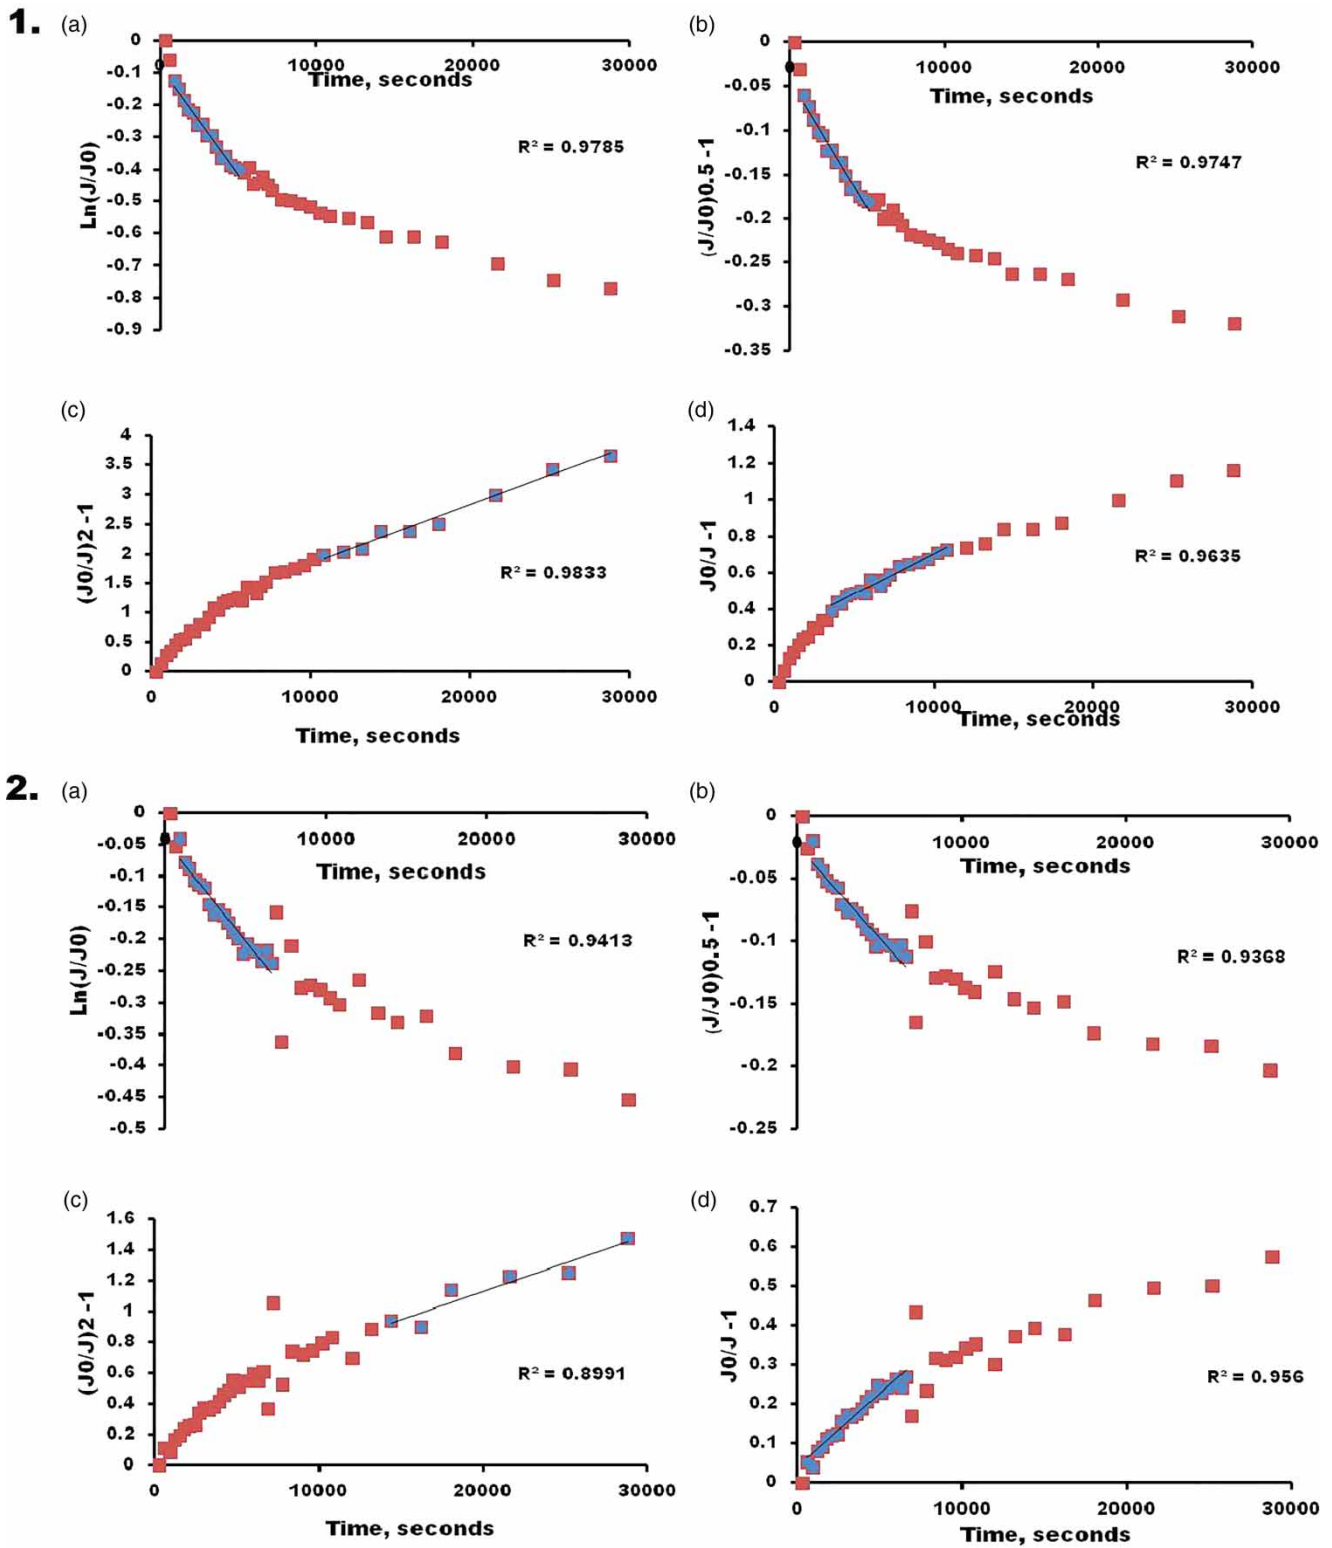 1. (a) (b)
0
-0.1
-0.2
-0.3
-0.4
-0.5
-0.6
-0.7
-0.8
-0.9
Ln(J/J0)
0 10000 20000 30000
Time, seconds
R² = 0.9785
0
-0.05
-0.1
-0.15
-0.2
-0.25
-0.3
-0.35
(J/J0)0.5 -1
10000 20000 30000
Time, seconds
R² = 0.9747
(c) (d)
4
3.5
3
2.5
2
1.5
1
0.5
0
(J0/J)2 -1
R² = 0.9833
0 10000 20000 30000
Time, seconds
1.4
1.2
1
0.8
0.6
0.4
0.2
0
J0/J -1
R² = 0.9635
0 10000 20000 30000
Time, seconds
2. (a) (b)
0
-0.05
-0.1
-0.15
-0.2
-0.25
-0.3
-0.35
-0.4
-0.45
-0.5
Ln(J/J0)
0 10000 20000 30000
Time, seconds
R² = 0.9413
0
-0.05
-0.1
-0.15
-0.2
-0.25
(J/J0)0.5 -1
0 10000 20000 30000
Time, seconds
R² = 0.9368
(c) (d)
1.6
1.4
1.2
1
0.8
0.6
0.4
0.2
0
(J0/J)2 -1
R² = 0.8991
0 10000 20000 30000
Time, seconds
0.7
0.6
0.5
0.4
0.3
0.2
0.1
0
J0/J -1
R² = 0.956
0 10000 20000 30000
Time, seconds